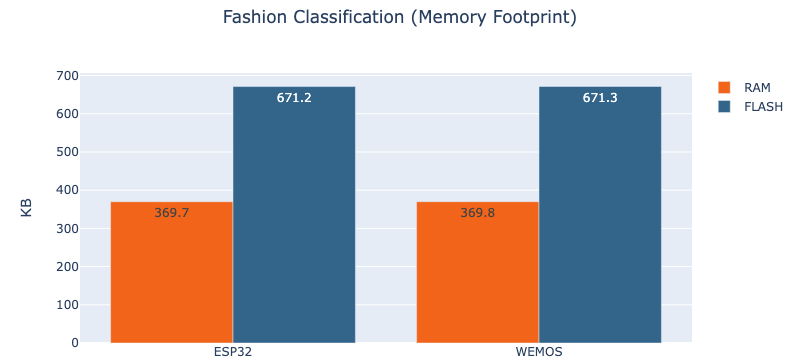 Fashion Classification (Memory Footprint)
700
600
500
400
300
200
100
0
KB
369.7
671.2
369.8
671.3
ESP32
WEMOS
RAM
FLASH